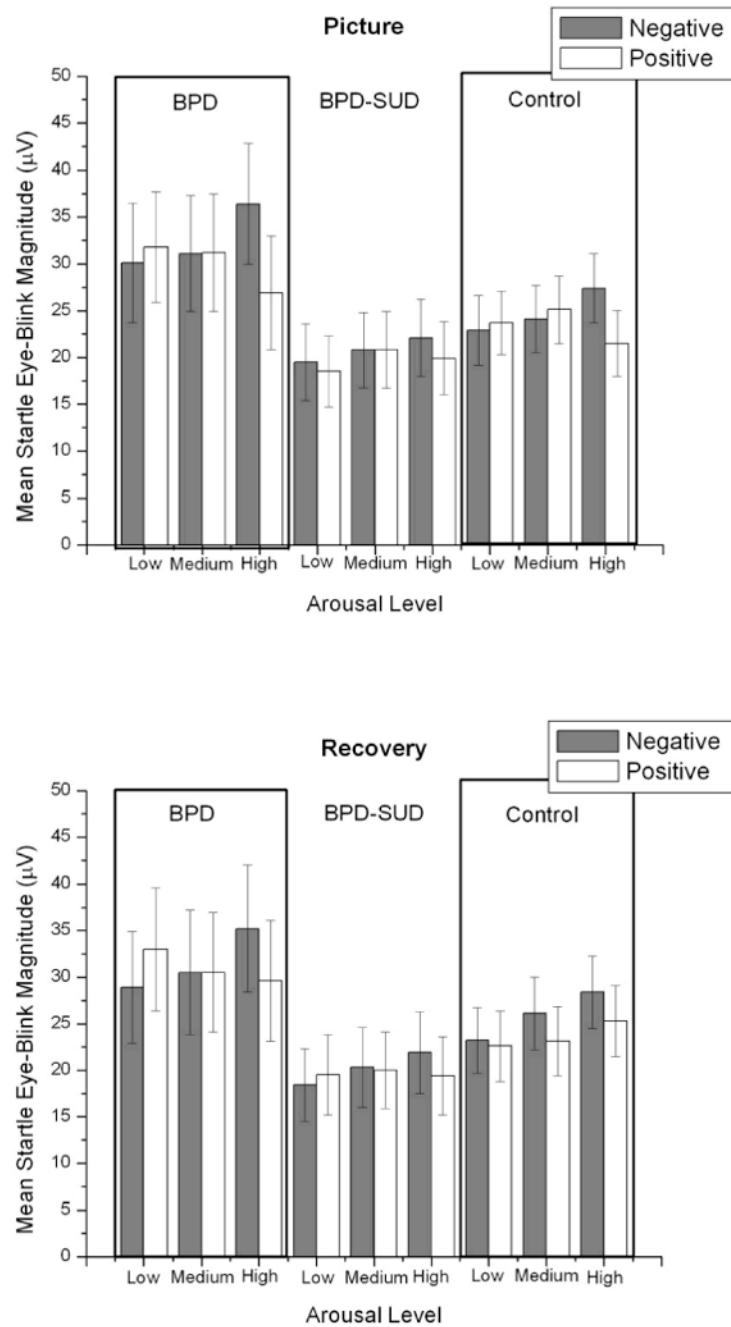 Picture
Negative
Positive
Mean Startle Eye-Blink Magnitude (μV)
50
45
40
35
30
25
20
15
10
5
0
BPD
BPD-SUD
Control
Low Medium High Low Medium High Low Medium High
Arousal Level
Recovery
Negative
Positive
Mean Startle Eye-Blink Magnitude (μV)
50
45
40
35
30
25
20
15
10
5
0
BPD
BPD-SUD
Control
Low Medium High Low Medium High Low Medium High
Arousal Level